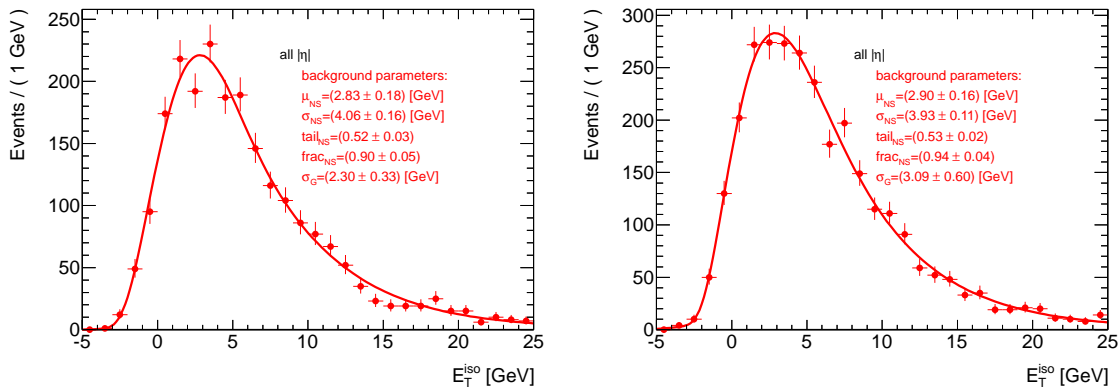 Events / ( 1 GeV )
250
200
150
100
50
0
all |η|
background parameters:
μNS=(2.83 ± 0.18) [GeV]
σNS=(4.06 ± 0.16) [GeV]
tailNS=(0.52 ± 0.03)
fracNS=(0.90 ± 0.05)
σG=(2.30 ± 0.33) [GeV]
-5 0 5 10 15 20 25
ETiso [GeV]
Events / ( 1 GeV )
300
250
200
150
100
50
0
all |η|
background parameters:
μNS=(2.90 ± 0.16) [GeV]
σNS=(3.93 ± 0.11) [GeV]
tailNS=(0.53 ± 0.02)
fracNS=(0.94 ± 0.04)
σG=(3.09 ± 0.60) [GeV]
-5 0 5 10 15 20 25
ETiso [GeV]